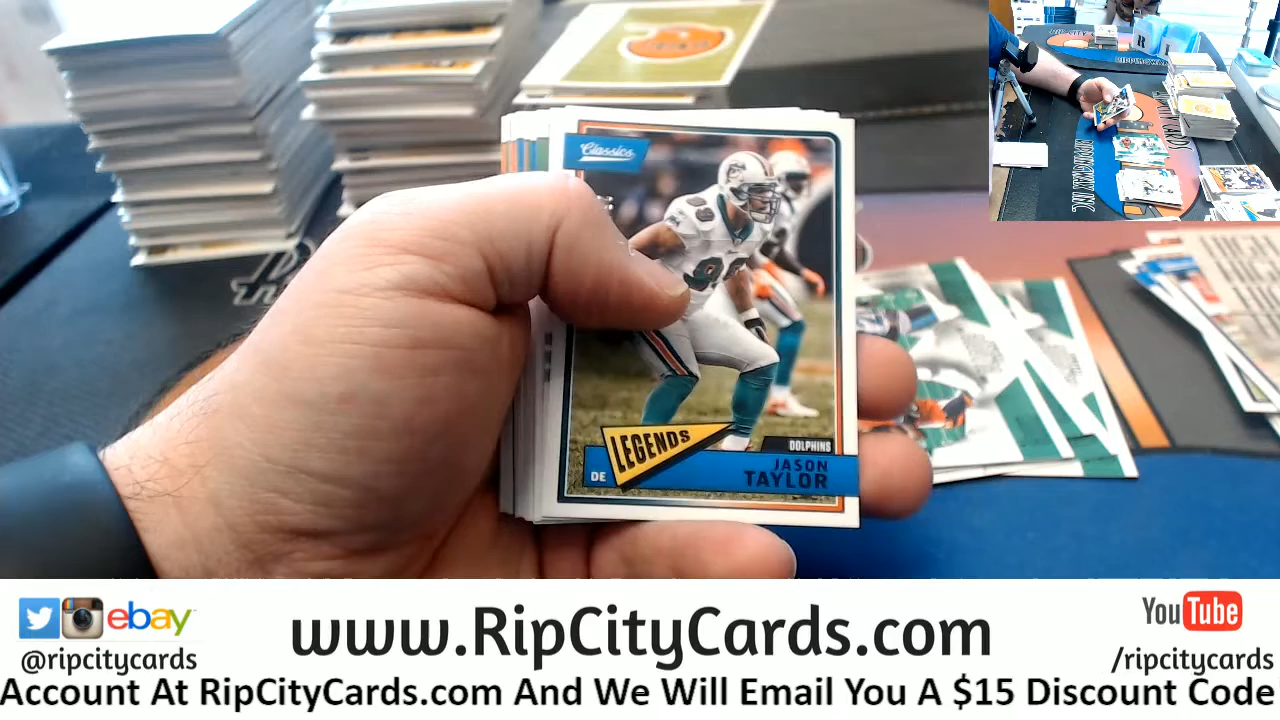 Classics
99
LEGENDS
DOLPHINS
DE
JASON
TAYLOR
ebay
www.RipCityCards.com
YouTube
@ripcitycards
/ripcitycards
Account At RipCityCards.com And We Will Email You A $15 Discount Code!